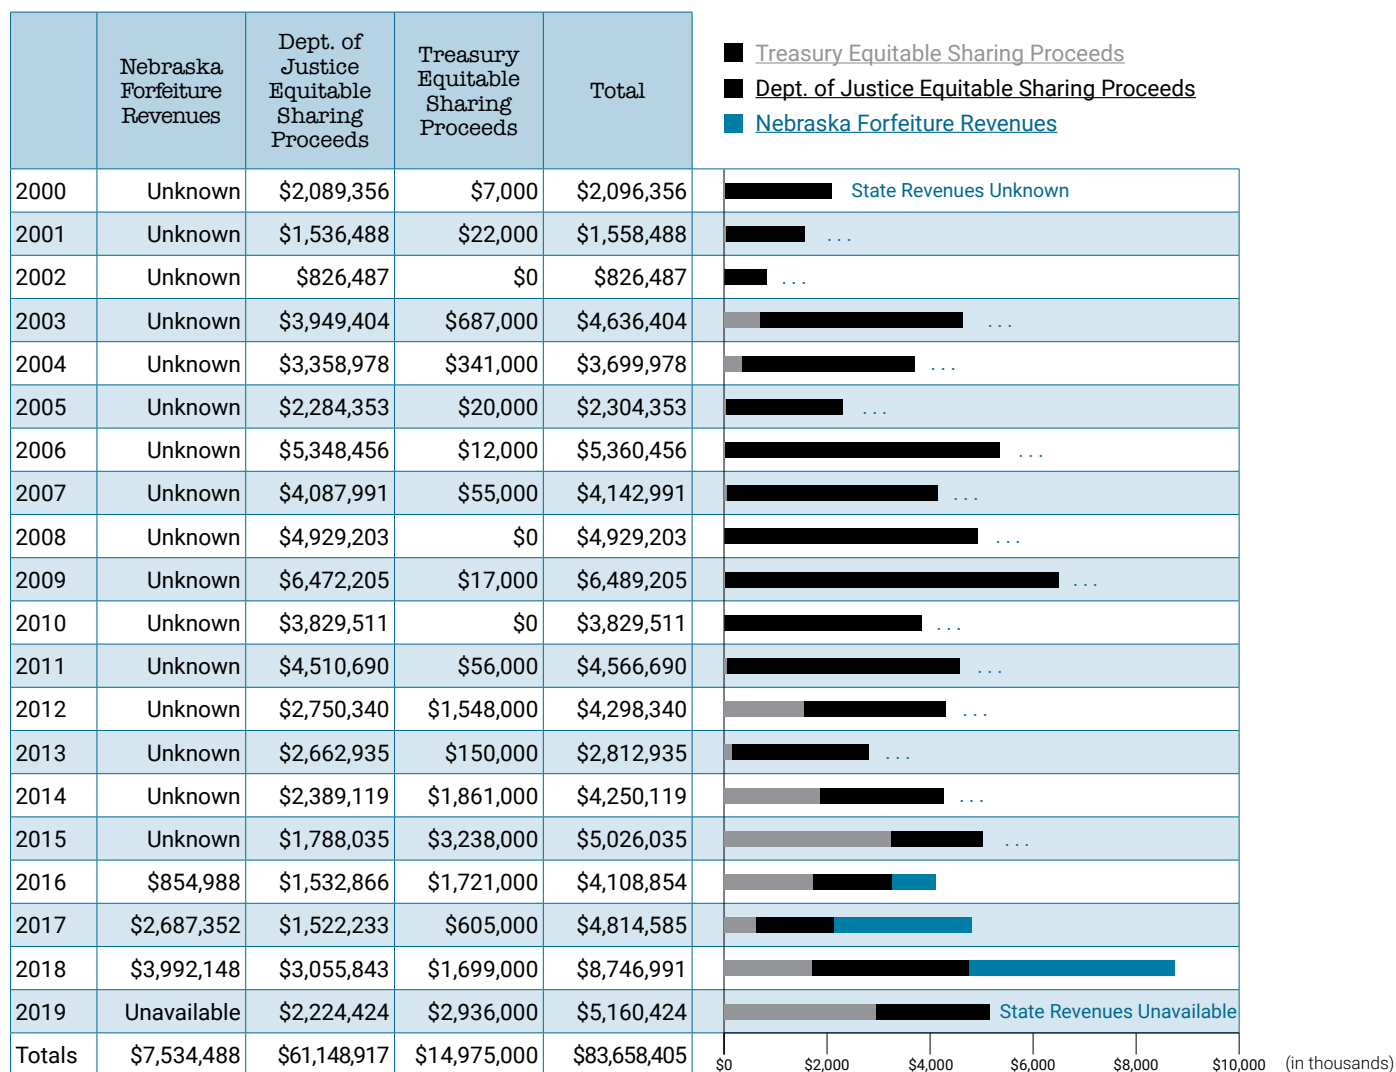 Nebraska
Forfeiture
Revenues
Dept. of
Justice
Equitable
Sharing
Proceeds
Treasury
Equitable
Sharing
Proceeds
Total
Treasury Equitable Sharing Proceeds
Dept. of Justice Equitable Sharing Proceeds
Nebraska Forfeiture Revenues
2000 Unknown $2,089,356 $7,000 $2,096,356 State Revenues Unknown
2001 Unknown $1,536,488 $22,000 $1,558,488 ...
2002 Unknown $826,487 $0 $826,487 ...
2003 Unknown $3,949,404 $687,000 $4,636,404 ...
2004 Unknown $3,358,978 $341,000 $3,699,978 ...
2005 Unknown $2,284,353 $20,000 $2,304,353 ...
2006 Unknown $5,348,456 $12,000 $5,360,456 ...
2007 Unknown $4,087,991 $55,000 $4,142,991 ...
2008 Unknown $4,929,203 $0 $4,929,203 ...
2009 Unknown $6,472,205 $17,000 $6,489,205 ...
2010 Unknown $3,829,511 $0 $3,829,511 ...
2011 Unknown $4,510,690 $56,000 $4,566,690 ...
2012 Unknown $2,750,340 $1,548,000 $4,298,340 ...
2013 Unknown $2,662,935 $150,000 $2,812,935 ...
2014 Unknown $2,389,119 $1,861,000 $4,250,119 ...
2015 Unknown $1,788,035 $3,238,000 $5,026,035 ...
2016 $854,988 $1,532,866 $1,721,000 $4,108,854
2017 $2,687,352 $1,522,233 $605,000 $4,814,585
2018 $3,992,148 $3,055,843 $1,699,000 $8,746,991
2019 Unavailable $2,224,424 $2,936,000 $5,160,424 State Revenues Unavailable
Totals $7,534,488 $61,148,917 $14,975,000 $83,658,405
$0 $2,000 $4,000 $6,000 $8,000 $10,000 (in thousands)